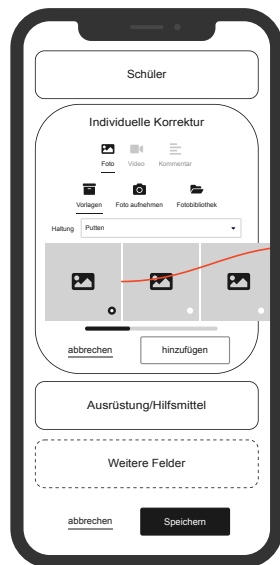 Schüler
Individuelle Korrektur
Foto Video Kommentar
Vorlagen Foto aufnehmen Fotobibliothek
Haltung Putten
abbrechen hinzufügen
Ausrüstung/Hilfsmittel
Weitere Felder
abbrechen Speichern